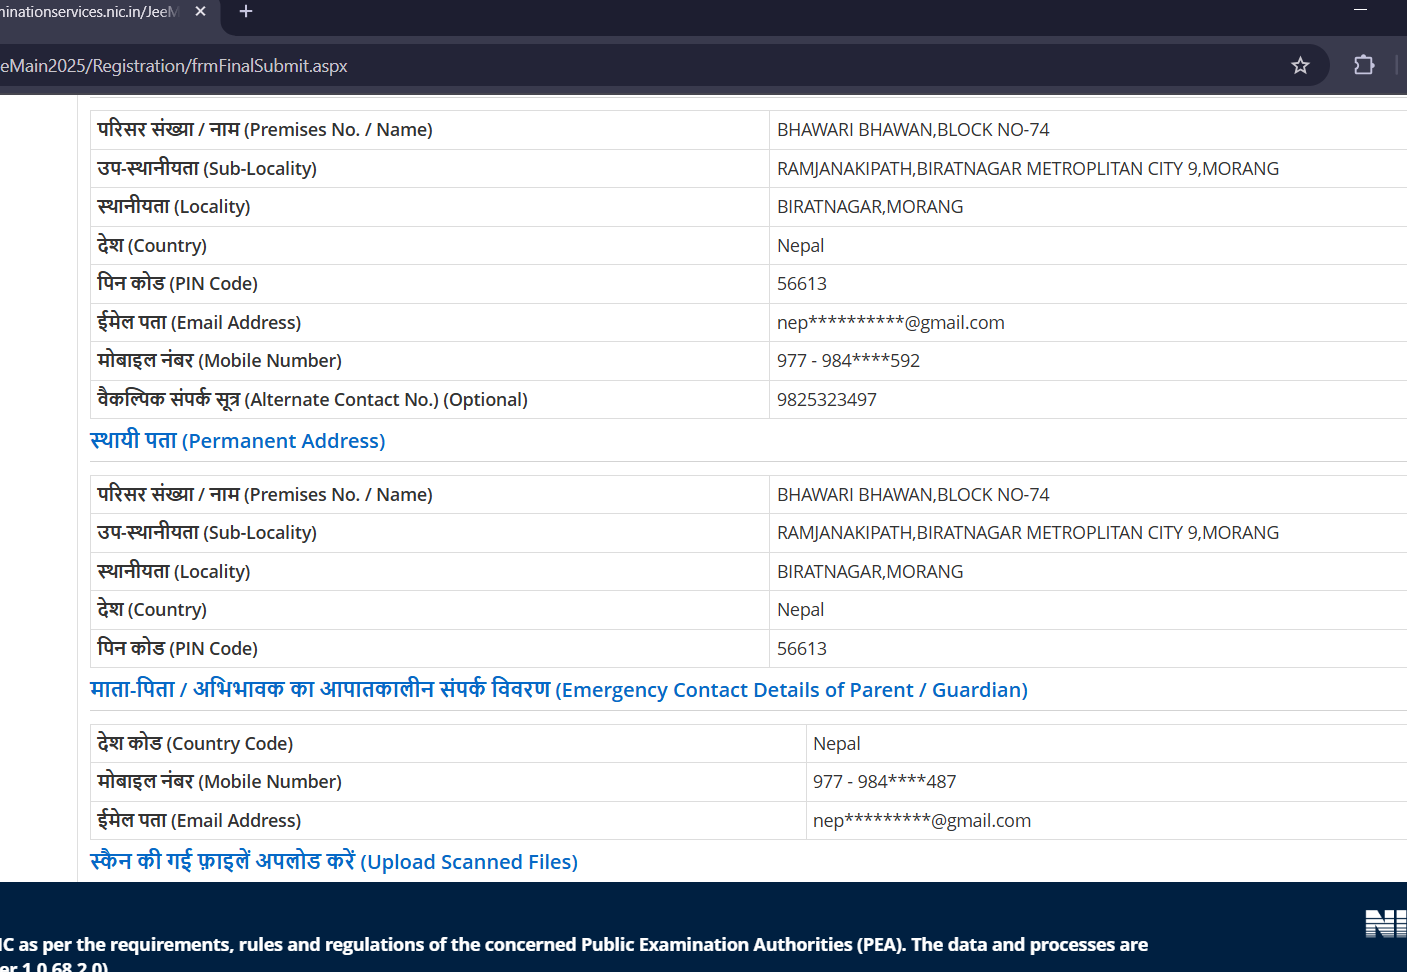 ninationservices.nic.in/JeeM
eMain2025/Registration/frmFinalSubmit.aspx
परिसर संख्या / नाम (Premises No. / Name) BHAWARI BHAWAN,BLOCK NO-74
उप-स्थानीयता (Sub-Locality) RAMJANAKIPATH,BIRATNAGAR METROPLITAN CITY 9,MORANG
स्थानीयता (Locality) BIRATNAGAR,MORANG
देश (Country) Nepal
पिन कोड (PIN Code) 56613
ईमेल पता (Email Address) nep**********@gmail.com
मोबाइल नंबर (Mobile Number) 977 - 984****592
वैकल्पिक संपर्क सूत्र (Alternate Contact No.) (Optional) 9825323497
स्थायी पता (Permanent Address)
परिसर संख्या / नाम (Premises No. / Name) BHAWARI BHAWAN,BLOCK NO-74
उप-स्थानीयता (Sub-Locality) RAMJANAKIPATH,BIRATNAGAR METROPLITAN CITY 9,MORANG
स्थानीयता (Locality) BIRATNAGAR,MORANG
देश (Country) Nepal
पिन कोड (PIN Code) 56613
माता-पिता / अभिभावक का आपातकालीन संपर्क विवरण (Emergency Contact Details of Parent / Guardian)
देश कोड (Country Code) Nepal
मोबाइल नंबर (Mobile Number) 977 - 984****487
ईमेल पता (Email Address) nep*********@gmail.com
स्कैन की गई फ़ाइलें अपलोड करें (Upload Scanned Files)
NI
IC as per the requirements, rules and regulations of the concerned Public Examination Authorities (PEA). The data and processes are
er 1.0.68.2.0)